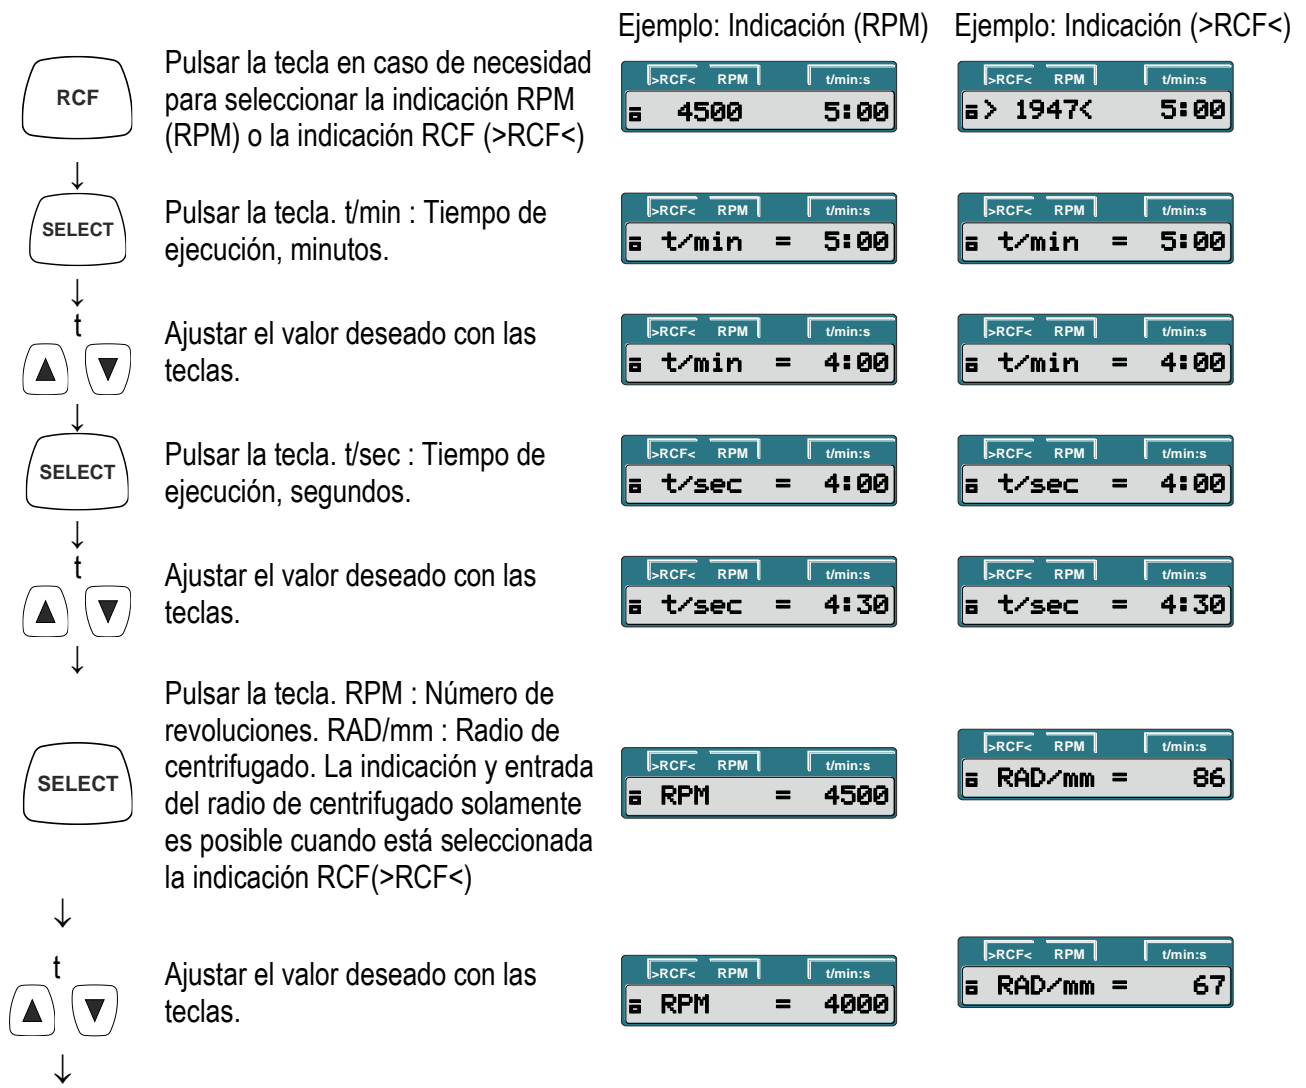 Ejemplo: Indicación (RPM) Ejemplo: Indicación (>RCF<)
RCF
Pulsar la tecla en caso de necesidad
para seleccionar la indicación RPM
(RPM) o la indicación RCF (>RCF<)
>RCF< RPM t/min:s
4500 5:00
>RCF< RPM t/min:s
> 1947< 5:00
↓
SELECT
Pulsar la tecla. t/min : Tiempo de
ejecución, minutos.
>RCF< RPM t/min:s
t/min = 5:00
>RCF< RPM t/min:s
t/min = 5:00
↓
t
▲ ▼
Ajustar el valor deseado con las
teclas.
>RCF< RPM t/min:s
t/min = 4:00
>RCF< RPM t/min:s
t/min = 4:00
↓
SELECT
Pulsar la tecla. t/sec : Tiempo de
ejecución, segundos.
>RCF< RPM t/min:s
t/sec = 4:00
>RCF< RPM t/min:s
t/sec = 4:00
↓
t
▲ ▼
Ajustar el valor deseado con las
teclas.
>RCF< RPM t/min:s
t/sec = 4:30
>RCF< RPM t/min:s
t/sec = 4:30
↓
SELECT
Pulsar la tecla. RPM : Número de
revoluciones. RAD/mm : Radio de
centrifugado. La indicación y entrada
del radio de centrifugado solamente
es posible cuando está seleccionada
la indicación RCF(>RCF<)
>RCF< RPM t/min:s
RPM = 4500
>RCF< RPM t/min:s
RAD/mm = 86
↓
t
▲ ▼
Ajustar el valor deseado con las
teclas.
>RCF< RPM t/min:s
RPM = 4000
>RCF< RPM t/min:s
RAD/mm = 67
↓